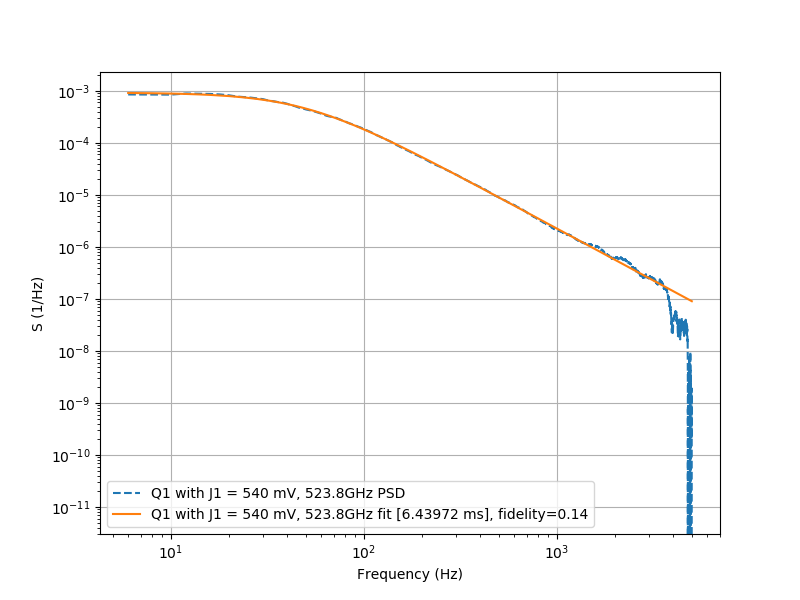 10⁻³
10⁻⁴
10⁻⁵
10⁻⁶
10⁻⁷
10⁻⁸
10⁻⁹
10⁻¹⁰
10⁻¹¹
S (1/Hz)
Q1 with J1 = 540 mV, 523.8GHz PSD
Q1 with J1 = 540 mV, 523.8GHz fit [6.43972 ms], fidelity=0.14
10¹ 10² 10³
Frequency (Hz)